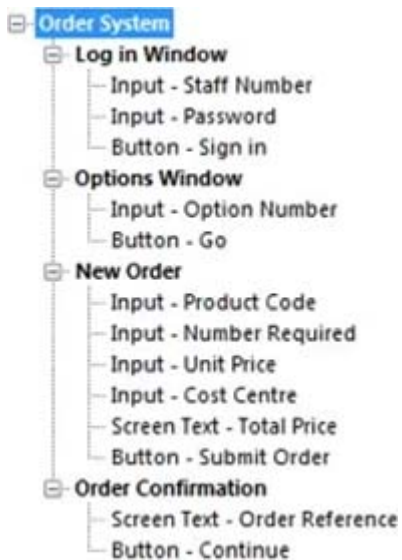 Order System
Log in Window
Input - Staff Number
Input - Password
Button - Sign in
Options Window
Input - Option Number
Button - Go
New Order
Input - Product Code
Input - Number Required
Input - Unit Price
Input - Cost Centre
Screen Text - Total Price
Button - Submit Order
Order Confirmation
Screen Text - Order Reference
Button - Continue